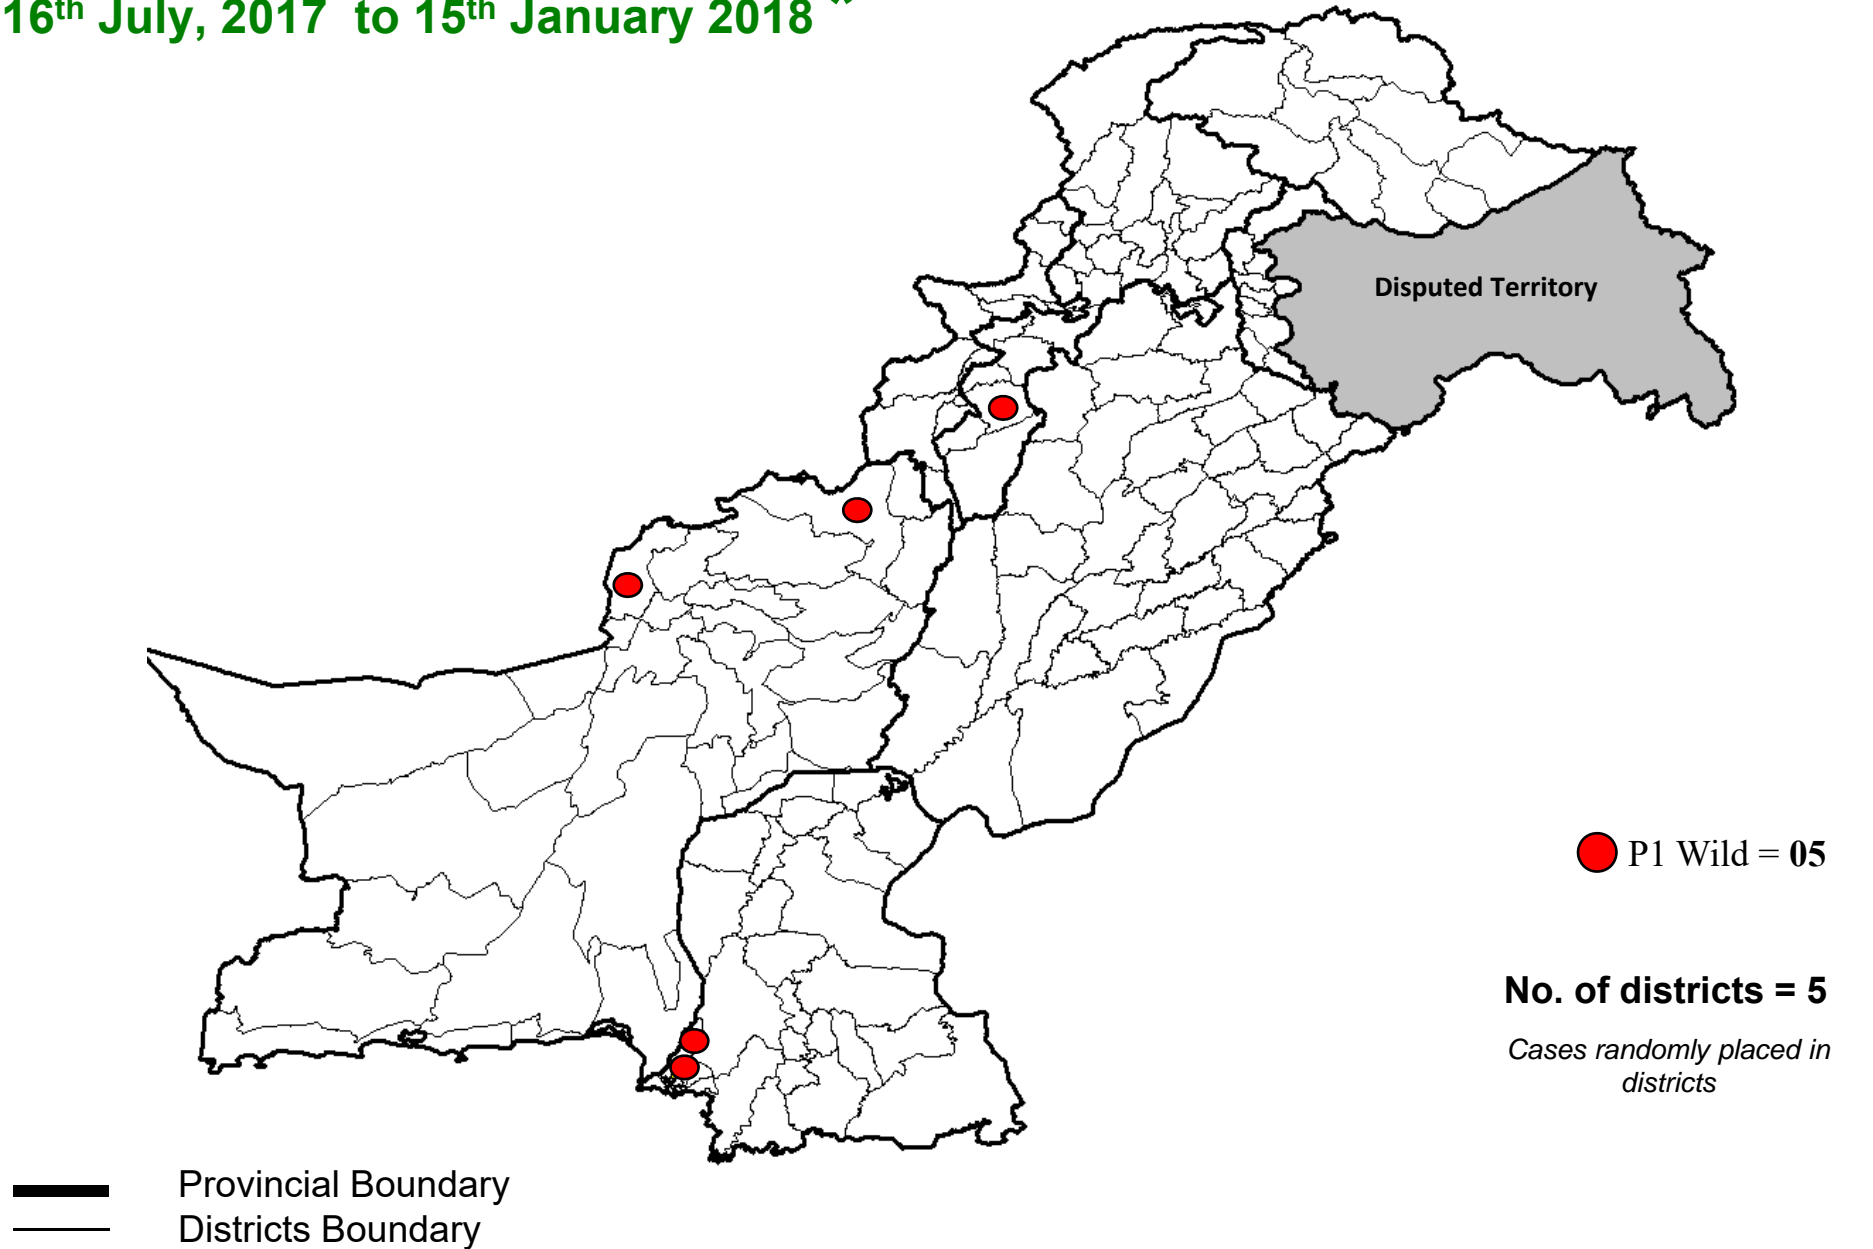 16th July, 2017 to 15th January 2018 *
Disputed Territory
P1 Wild = 05
No. of districts = 5
Cases randomly placed in
districts
Provincial Boundary
Districts Boundary